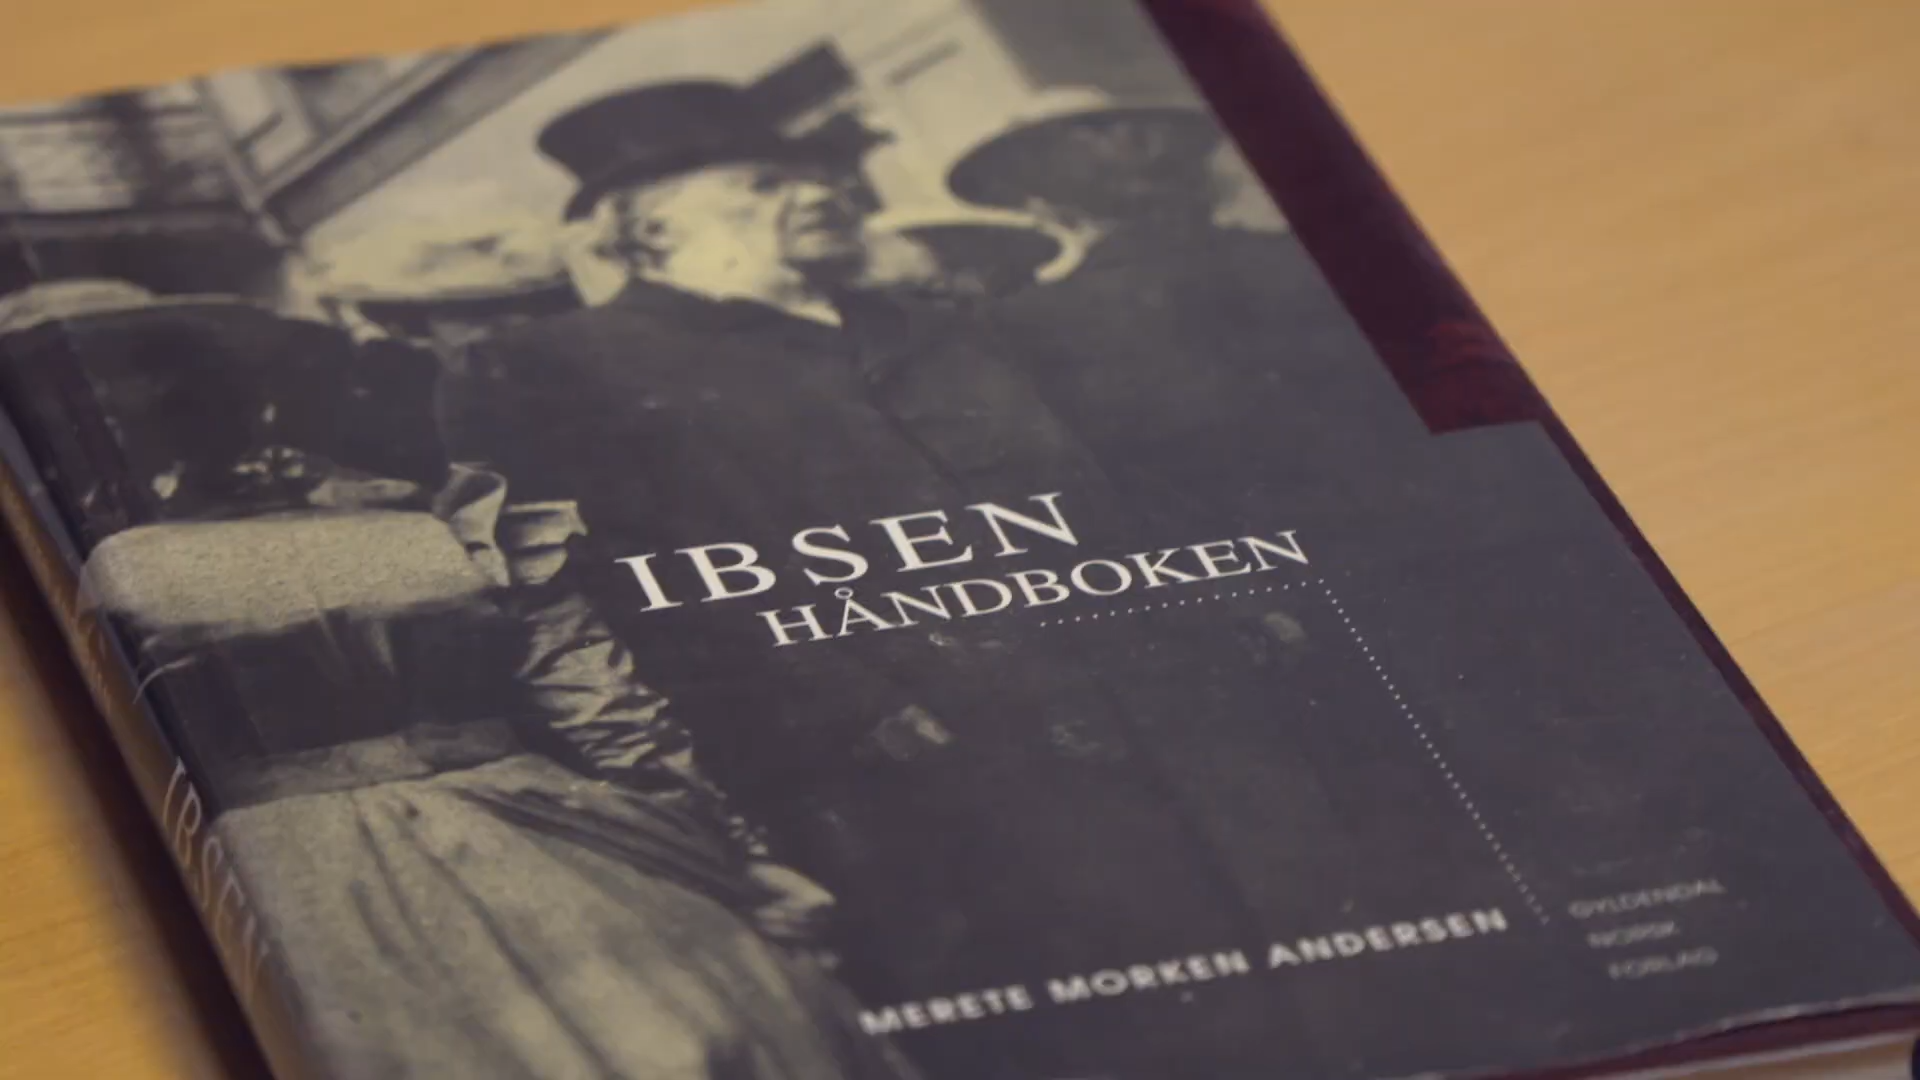 IBSEN
HÅNDBOKEN
MERETE MORKEN ANDERSEN
GYLDENDAL
NORSK
FORLAG
IBSEN